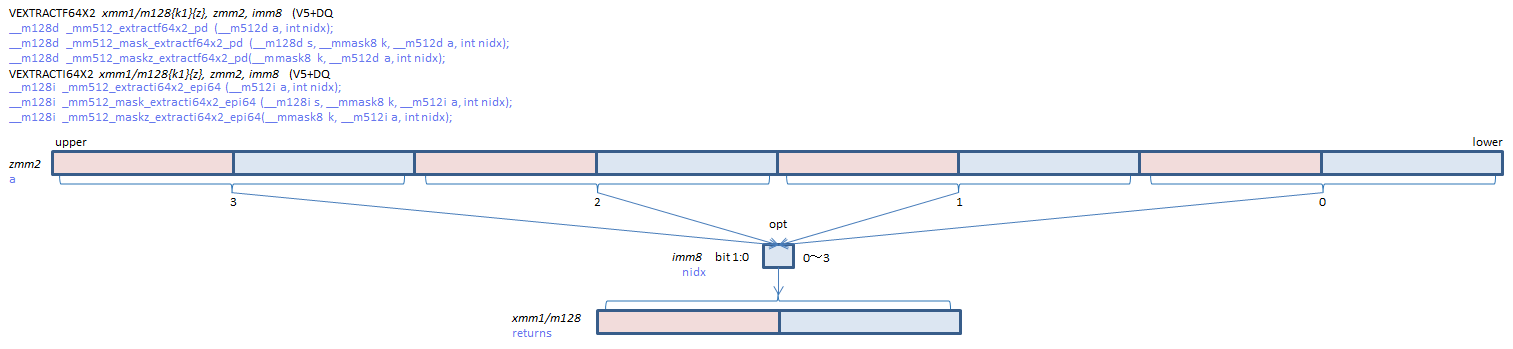 VEXTRACTF64X2 xmm1/m128{k1}{z}, zmm2, imm8 (V5+DQ
__m128d _mm512_extractf64x2_pd (__m512d a, int nidx);
__m128d _mm512_mask_extractf64x2_pd (__m128d s, __mmask8 k, __m512d a, int nidx);
__m128d _mm512_maskz_extractf64x2_pd(__mmask8 k, __m512d a, int nidx);
VEXTRACTI64X2 xmm1/m128{k1}{z}, zmm2, imm8 (V5+DQ
__m128i _mm512_extracti64x2_epi64 (__m512i a, int nidx);
__m128i _mm512_mask_extracti64x2_epi64 (__m128i s, __mmask8 k, __m512i a, int nidx);
__m128i _mm512_maskz_extracti64x2_epi64(__mmask8 k, __m512i a, int nidx);
upper lower
zmm2
a
3 2 1 0
opt
imm8 bit 1:0 0～3
nidx
xmm1/m128
returns